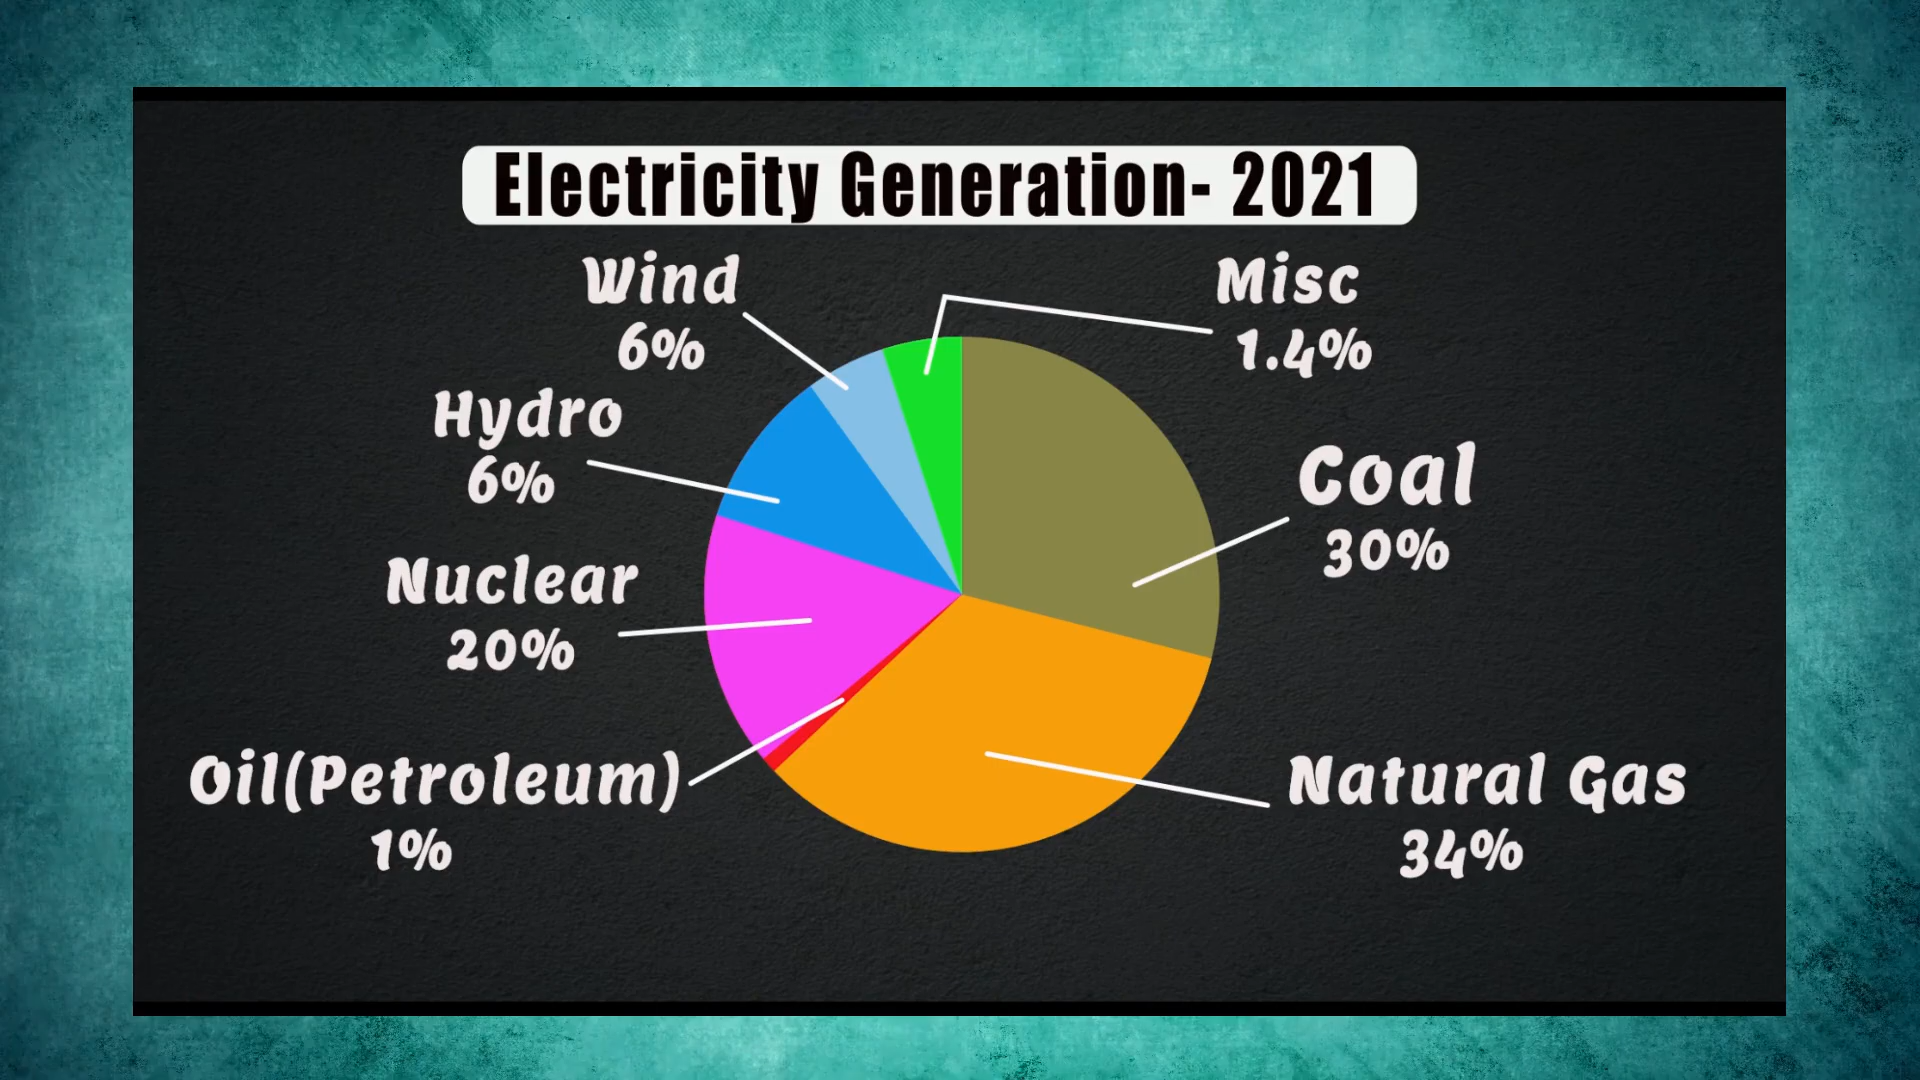 Electricity Generation- 2021
Wind
6%
Misc
1.4%
Hydro
6%
Coal
30%
Nuclear
20%
Oil(Petroleum)
1%
Natural Gas
34%